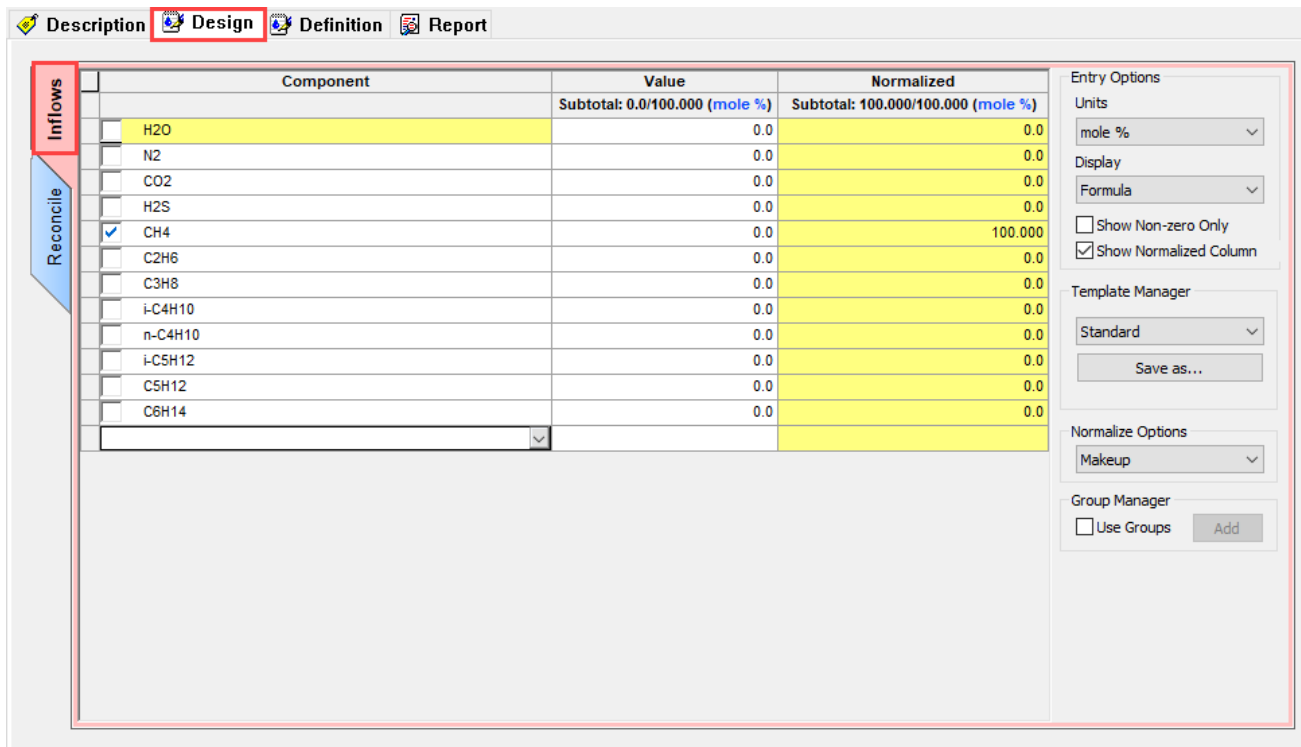 Description Design Definition Report
Inflows
Reconcile
Component Value Normalized
Subtotal: 0.0/100.000 (mole %) Subtotal: 100.000/100.000 (mole %)
H2O 0.0 0.0
N2 0.0 0.0
CO2 0.0 0.0
H2S 0.0 0.0
CH4 0.0 100.000
C2H6 0.0 0.0
C3H8 0.0 0.0
i-C4H10 0.0 0.0
n-C4H10 0.0 0.0
i-C5H12 0.0 0.0
C5H12 0.0 0.0
C6H14 0.0 0.0
Entry Options
Units
mole %
Display
Formula
Show Non-zero Only
Show Normalized Column
Template Manager
Standard
Save as...
Normalize Options
Makeup
Group Manager
Use Groups Add